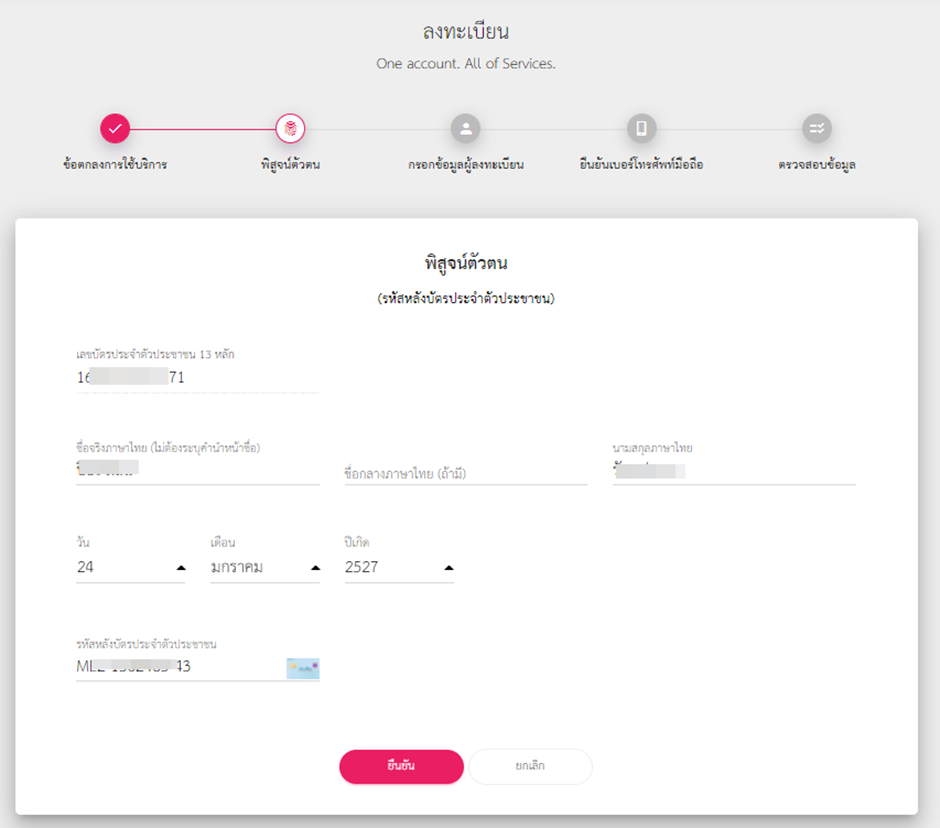 ลงทะเบียน
One account. All of Services.
ข้อตกลงการใช้บริการ พิสูจน์ตัวตน กรอกข้อมูลผู้ลงทะเบียน ยืนยันเบอร์โทรศัพท์มือถือ ตรวจสอบข้อมูล
พิสูจน์ตัวตน
(รหัสหลังบัตรประจำตัวประชาชน)
เลขบัตรประจำตัวประชาชน 13 หลัก
16 71
ชื่อจริงภาษาไทย (ไม่ต้องระบุคำนำหน้าชื่อ) นามสกุลภาษาไทย
ชื่อกลางภาษาไทย (ถ้ามี)
วัน เดือน ปีเกิด
24 มกราคม 2527
รหัสหลังบัตรประจำตัวประชาชน
43
ยืนยัน ยกเลิก